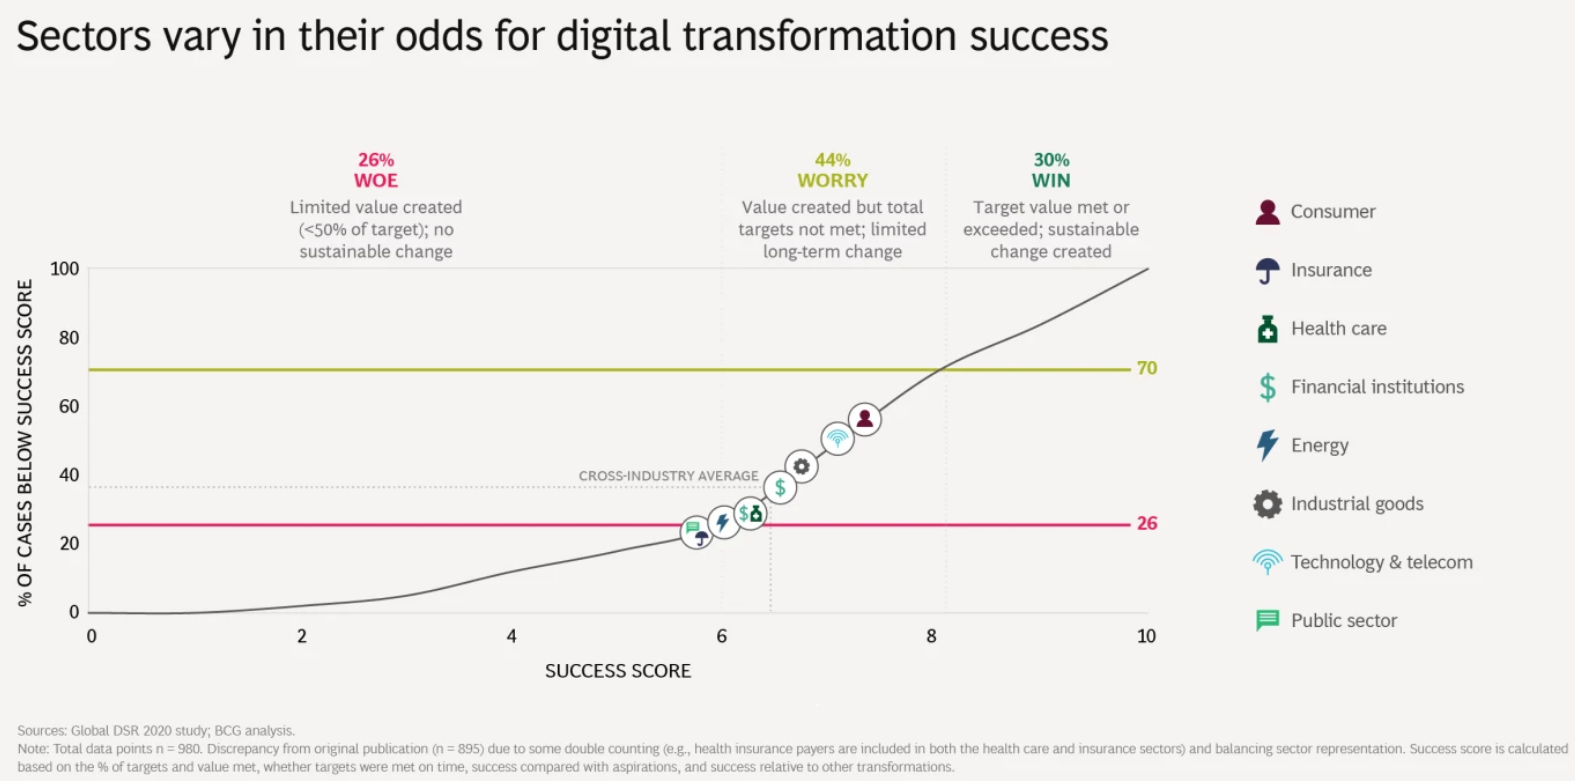 Sectors vary in their odds for digital transformation success
26%
WOE
Limited value created
(<50% of target); no
sustainable change
44%
WORRY
Value created but total
targets not met; limited
long-term change
30%
WIN
Target value met or
exceeded; sustainable
change created
% OF CASES BELOW SUCCESS SCORE
100
80
60
40
20
0
70
26
CROSS-INDUSTRY AVERAGE
$
$
0
2
4
6
8
10
SUCCESS SCORE
Consumer
Insurance
Health care
$ Financial institutions
Energy
Industrial goods
Technology & telecom
Public sector
Sources: Global DSR 2020 study; BCG analysis.
Note: Total data points n = 980. Discrepancy from original publication (n = 895) due to some double counting (e.g., health insurance payers are included in both the health care and insurance sectors) and balancing sector representation. Success score is calculated
based on the % of targets and value met, whether targets were met on time, success compared with aspirations, and success relative to other transformations.